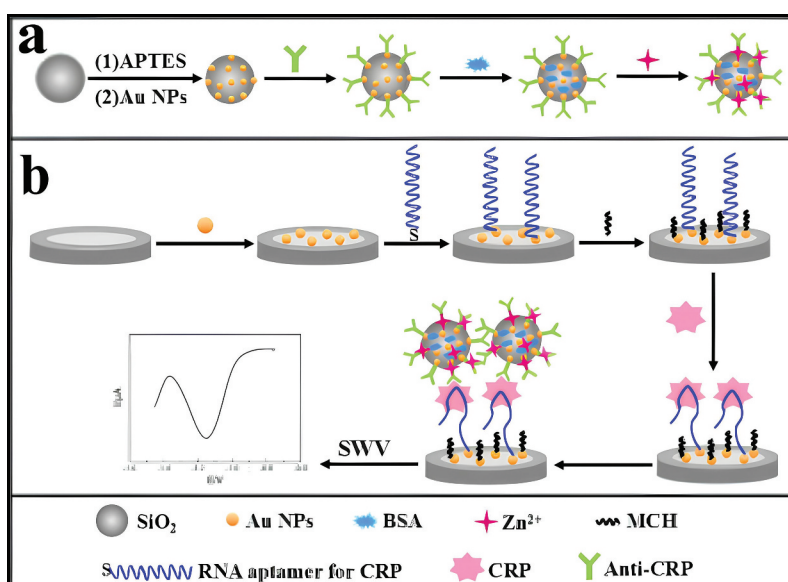 a
(1)APTES
(2)Au NPs
b
S
SWV
SiO₂
Au NPs
BSA
Zn²⁺
MCH
S
RNA aptamer for CRP
CRP
Anti-CRP